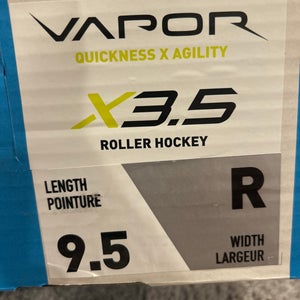 VAPOR
QUICKNESS X AGILITY
X3.5
ROLLER HOCKEY
LENGTH
POINTURE
9.5
R
WIDTH
LARGEUR